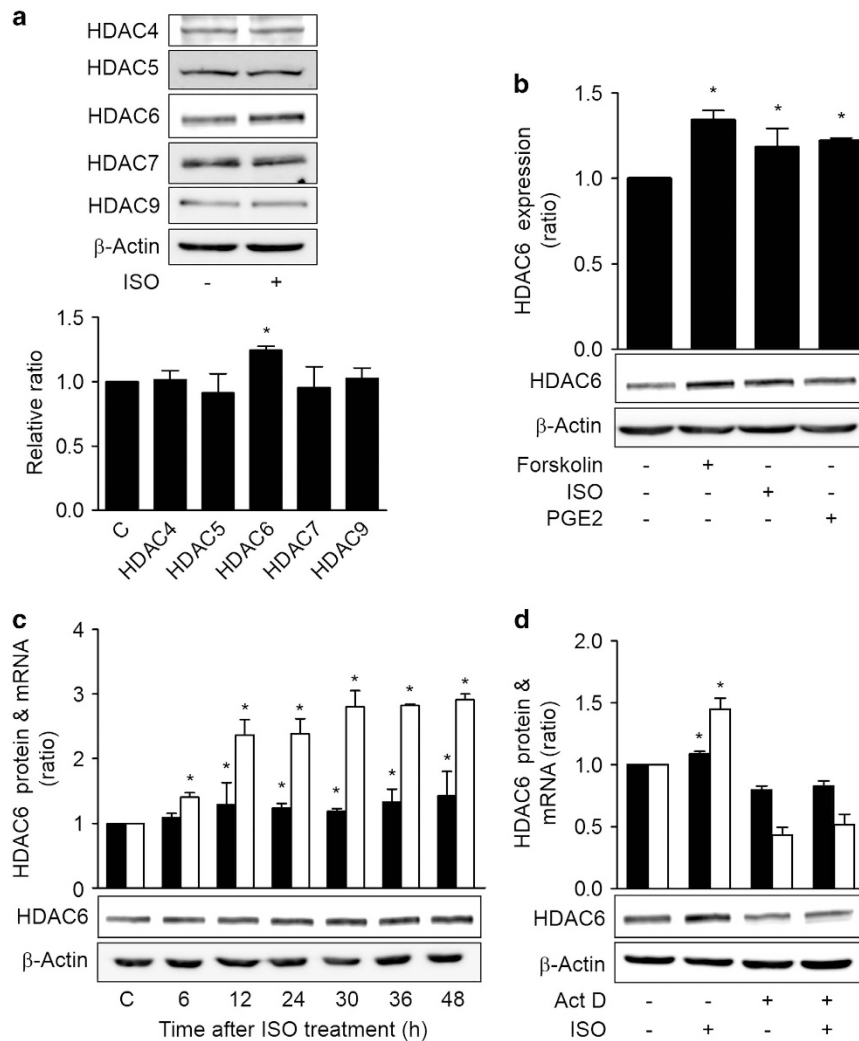 a
HDAC4
HDAC5
HDAC6
HDAC7
HDAC9
β-Actin
ISO - +
Relative ratio
1.5
1.0
0.5
0.0
*
C HDAC4 HDAC5 HDAC6 HDAC7 HDAC9
b
HDAC6 expression
(ratio)
1.5
1.0
0.5
0.0
* * *
HDAC6
β-Actin
Forskolin - + - -
ISO - - + -
PGE2 - - - +
c
HDAC6 protein & mRNA
(ratio)
4
3
2
1
0
* * * * * * * * * * *
HDAC6
β-Actin
C 6 12 24 30 36 48
Time after ISO treatment (h)
d
HDAC6 protein &
mRNA (ratio)
2.0
1.5
1.0
0.5
0.0
* *
HDAC6
β-Actin
Act D - - + +
ISO - + - +